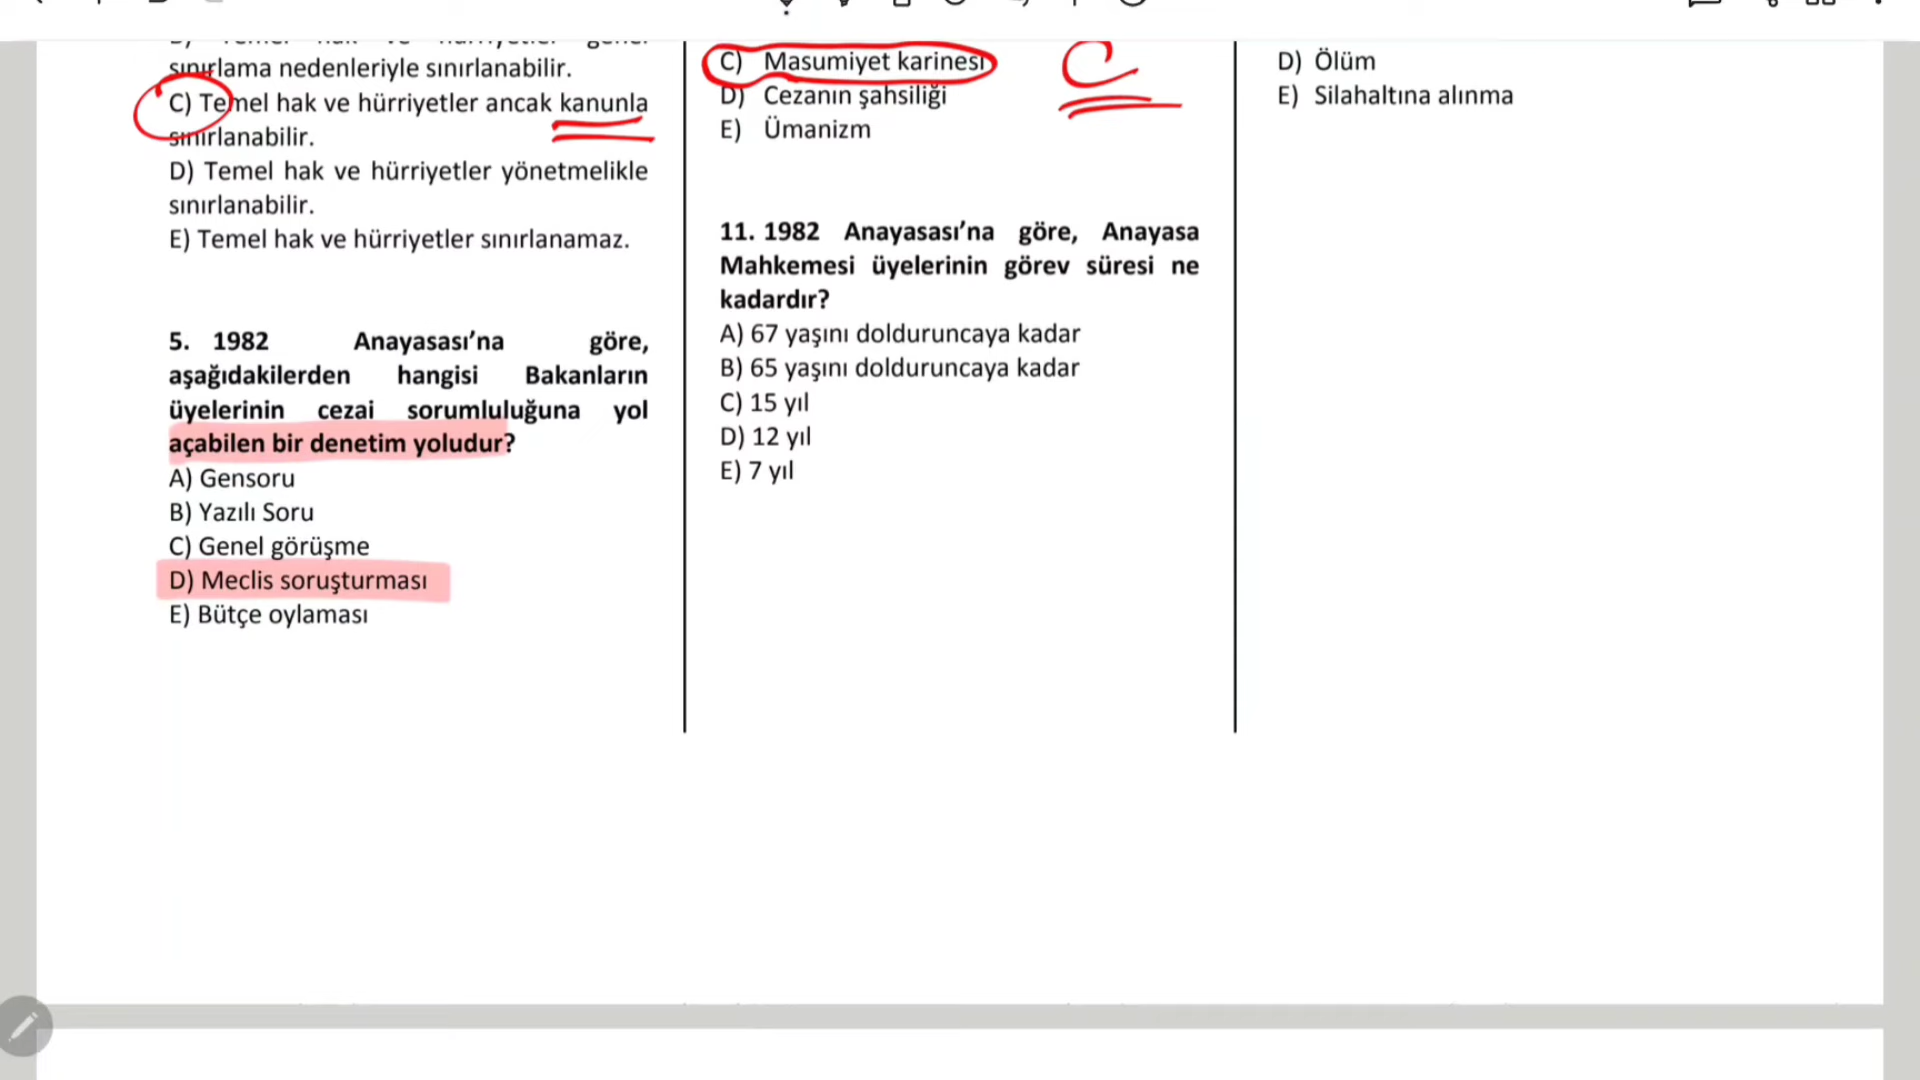 sınırlama nedenleriyle sınırlanabilir.
C) Temel hak ve hürriyetler ancak kanunla
sınırlanabilir.
D) Temel hak ve hürriyetler yönetmelikle
sınırlanabilir.
E) Temel hak ve hürriyetler sınırlanamaz.
5. 1982 Anayasası’na göre,
aşağıdakilerden hangisi Bakanların
üyelerinin cezai sorumluluğuna yol
açabilen bir denetim yoludur?
A) Gensoru
B) Yazılı Soru
C) Genel görüşme
D) Meclis soruşturması
E) Bütçe oylaması
C) Masumiyet karinesi
C
D) Cezanın şahsiliği
E) Ümanizm
11. 1982 Anayasası’na göre, Anayasa
Mahkemesi üyelerinin görev süresi ne
kadardır?
A) 67 yaşını dolduruncaya kadar
B) 65 yaşını dolduruncaya kadar
C) 15 yıl
D) 12 yıl
E) 7 yıl
D) Ölüm
E) Silahaltına alınma